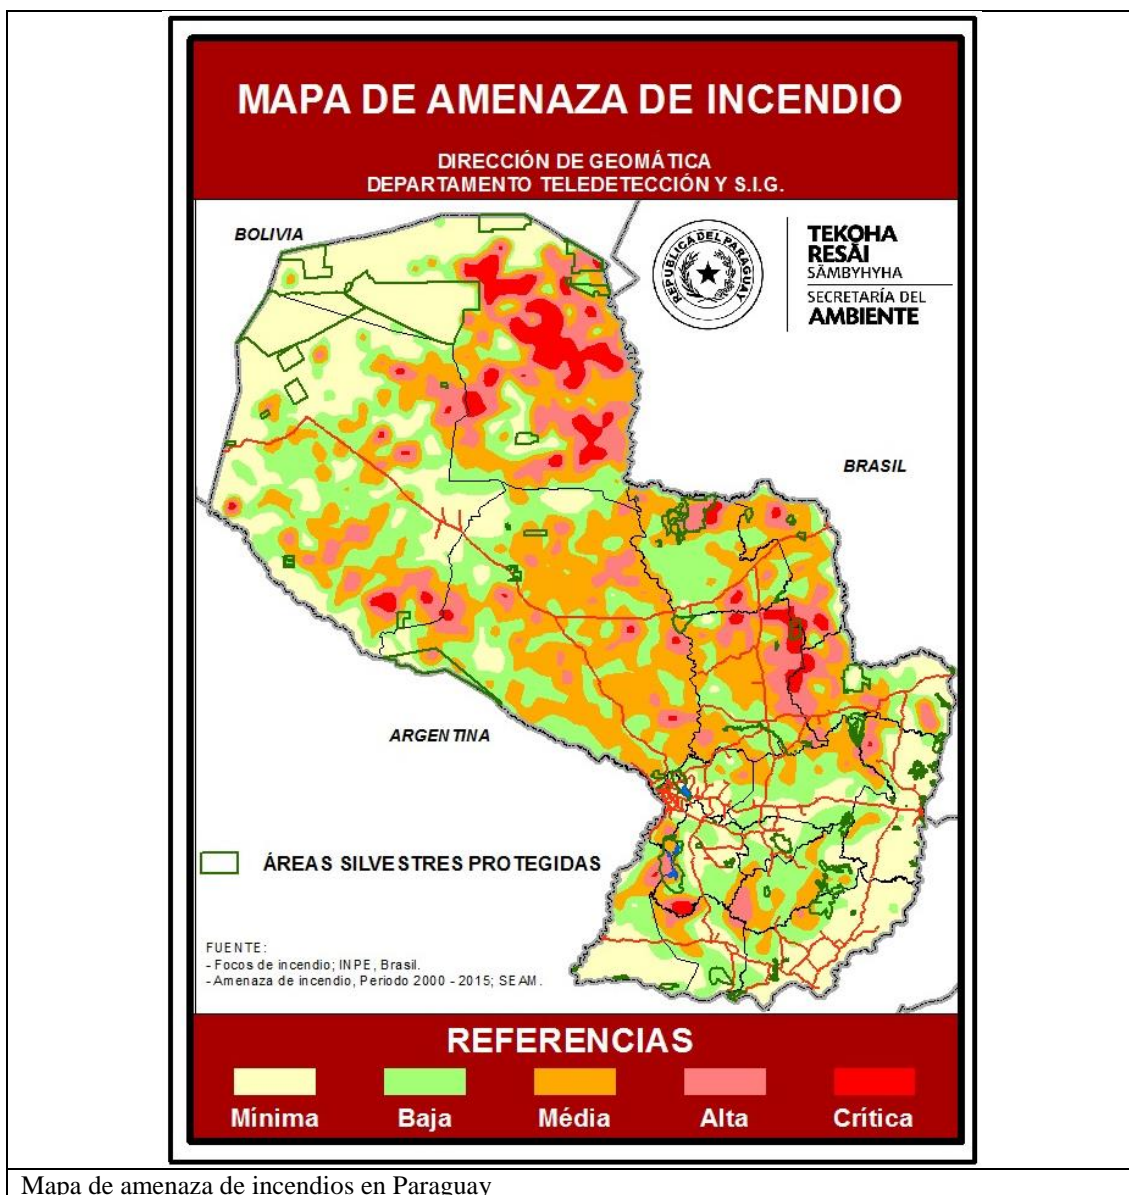 MAPA DE AMENAZA DE INCENDIO
DIRECCIÓN DE GEOMÁTICA
DEPARTAMENTO TELEDETECCIÓN Y S.I.G.
BOLIVIA
REPUBLICA DEL PARAGUAY
TEKOHA
RESÃI
SÃMBYHYHA
SECRETARÍA DEL
AMBIENTE
BRASIL
ARGENTINA
ÁREAS SILVESTRES PROTEGIDAS
FUENTE:
- Focos de incendio; INPE, Brasil.
- Amenaza de incendio, Periodo 2000 - 2015; SEAM.
REFERENCIAS
Mínima
Baja
Média
Alta
Crítica
Mapa de amenaza de incendios en Paraguay